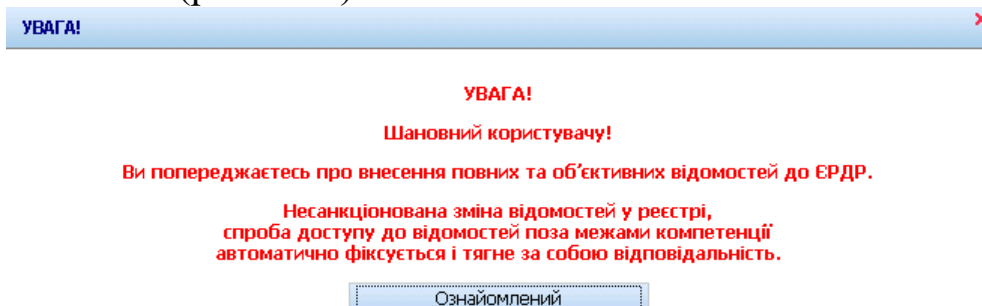 УВАГА!
УВАГА!
Шановний користувачу!
Ви попереджаєтесь про внесення повних та об'єктивних відомостей до ЄРДР.
Несанкціонована зміна відомостей у реєстрі,
спроба доступу до відомостей поза межами компетенції
автоматично фіксується і тягне за собою відповідальність.
Ознайомлений